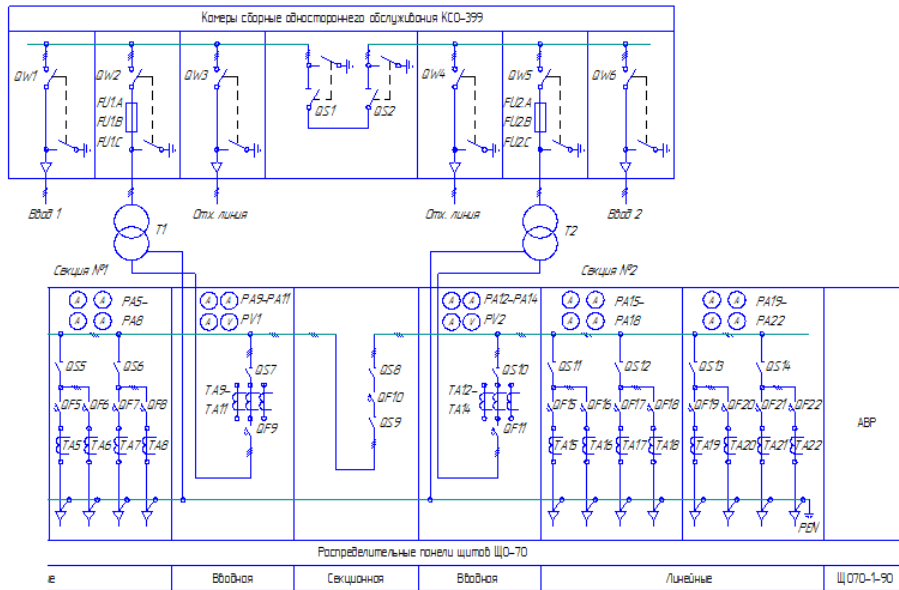 Камеры сборные одностороннего обслуживания КСО-399
QW1 QW2 QW3 QS1 QS2 QW4 QW5 QW6
FU1.A
FU1.B
FU1.C
FU2.A
FU2.B
FU2.C
Ввод 1 Отх. линия Отх. линия Ввод 2
T1 T2
Секция №1 Секция №2
A A PA5-
A A PA8
A A PA9-PA11
A V PV1
A A PA12-PA14
A V PV2
A A PA15-
A A PA18
A A PA19-
A A PA22
QS5 QS6 QS7 QS8 QS10 QS11 QS12 QS13 QS14
TA9-
TA11
QF10
QS9
TA12-
TA14
QF5 QF6 QF7 QF8 QF9 QF11 QF15 QF16 QF17 QF18 QF19 QF20 QF21 QF22
TA5 TA6 TA7 TA8 TA15 TA16 TA17 TA18 TA19 TA20 TA21 TA22
АВР
PEN
Распределительные панели щитов ЩО-70
е Вводная Секционная Вводная Линейные ЩО70-1-90